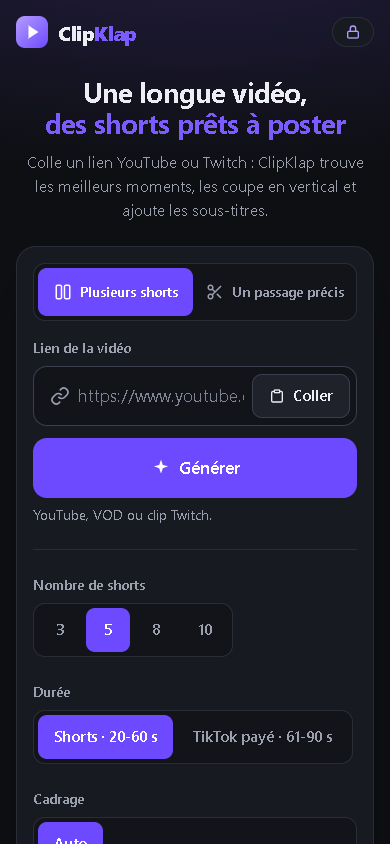 ClipKlap
Une longue vidéo,
des shorts prêts à poster
Colle un lien YouTube ou Twitch : ClipKlap trouve
les meilleurs moments, les coupe en vertical et
ajoute les sous-titres.
Plusieurs shorts
Un passage précis
Lien de la vidéo
https://www.youtube.
Coller
Générer
YouTube, VOD ou clip Twitch.
Nombre de shorts
3 5 8 10
Durée
Shorts · 20-60 s
TikTok payé · 61-90 s
Cadrage
Auto